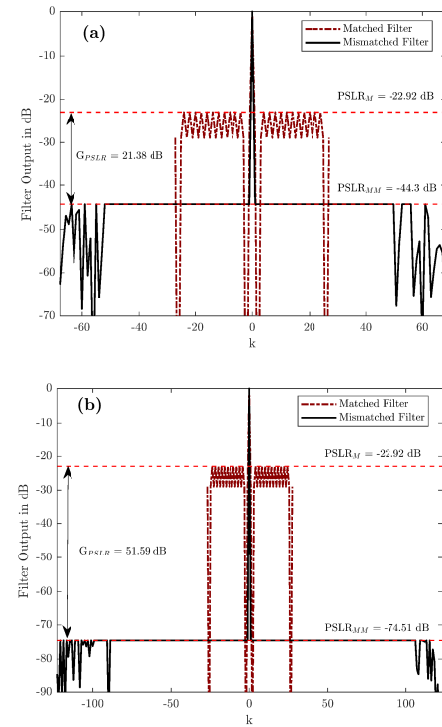 (a)
Matched Filter
Mismatched Filter
PSLR_M = -22.92 dB
G_PSLR = 21.38 dB
PSLR_MM = -44.3 dB
Filter Output in dB
0
-10
-20
-30
-40
-50
-60
-70
-60 -40 -20 0 20 40 60
k
(b)
Matched Filter
Mismatched Filter
PSLR_M = -22.92 dB
G_PSLR = 51.59 dB
PSLR_MM = -74.51 dB
Filter Output in dB
0
-10
-20
-30
-40
-50
-60
-70
-80
-90
-100 -50 0 50 100
k